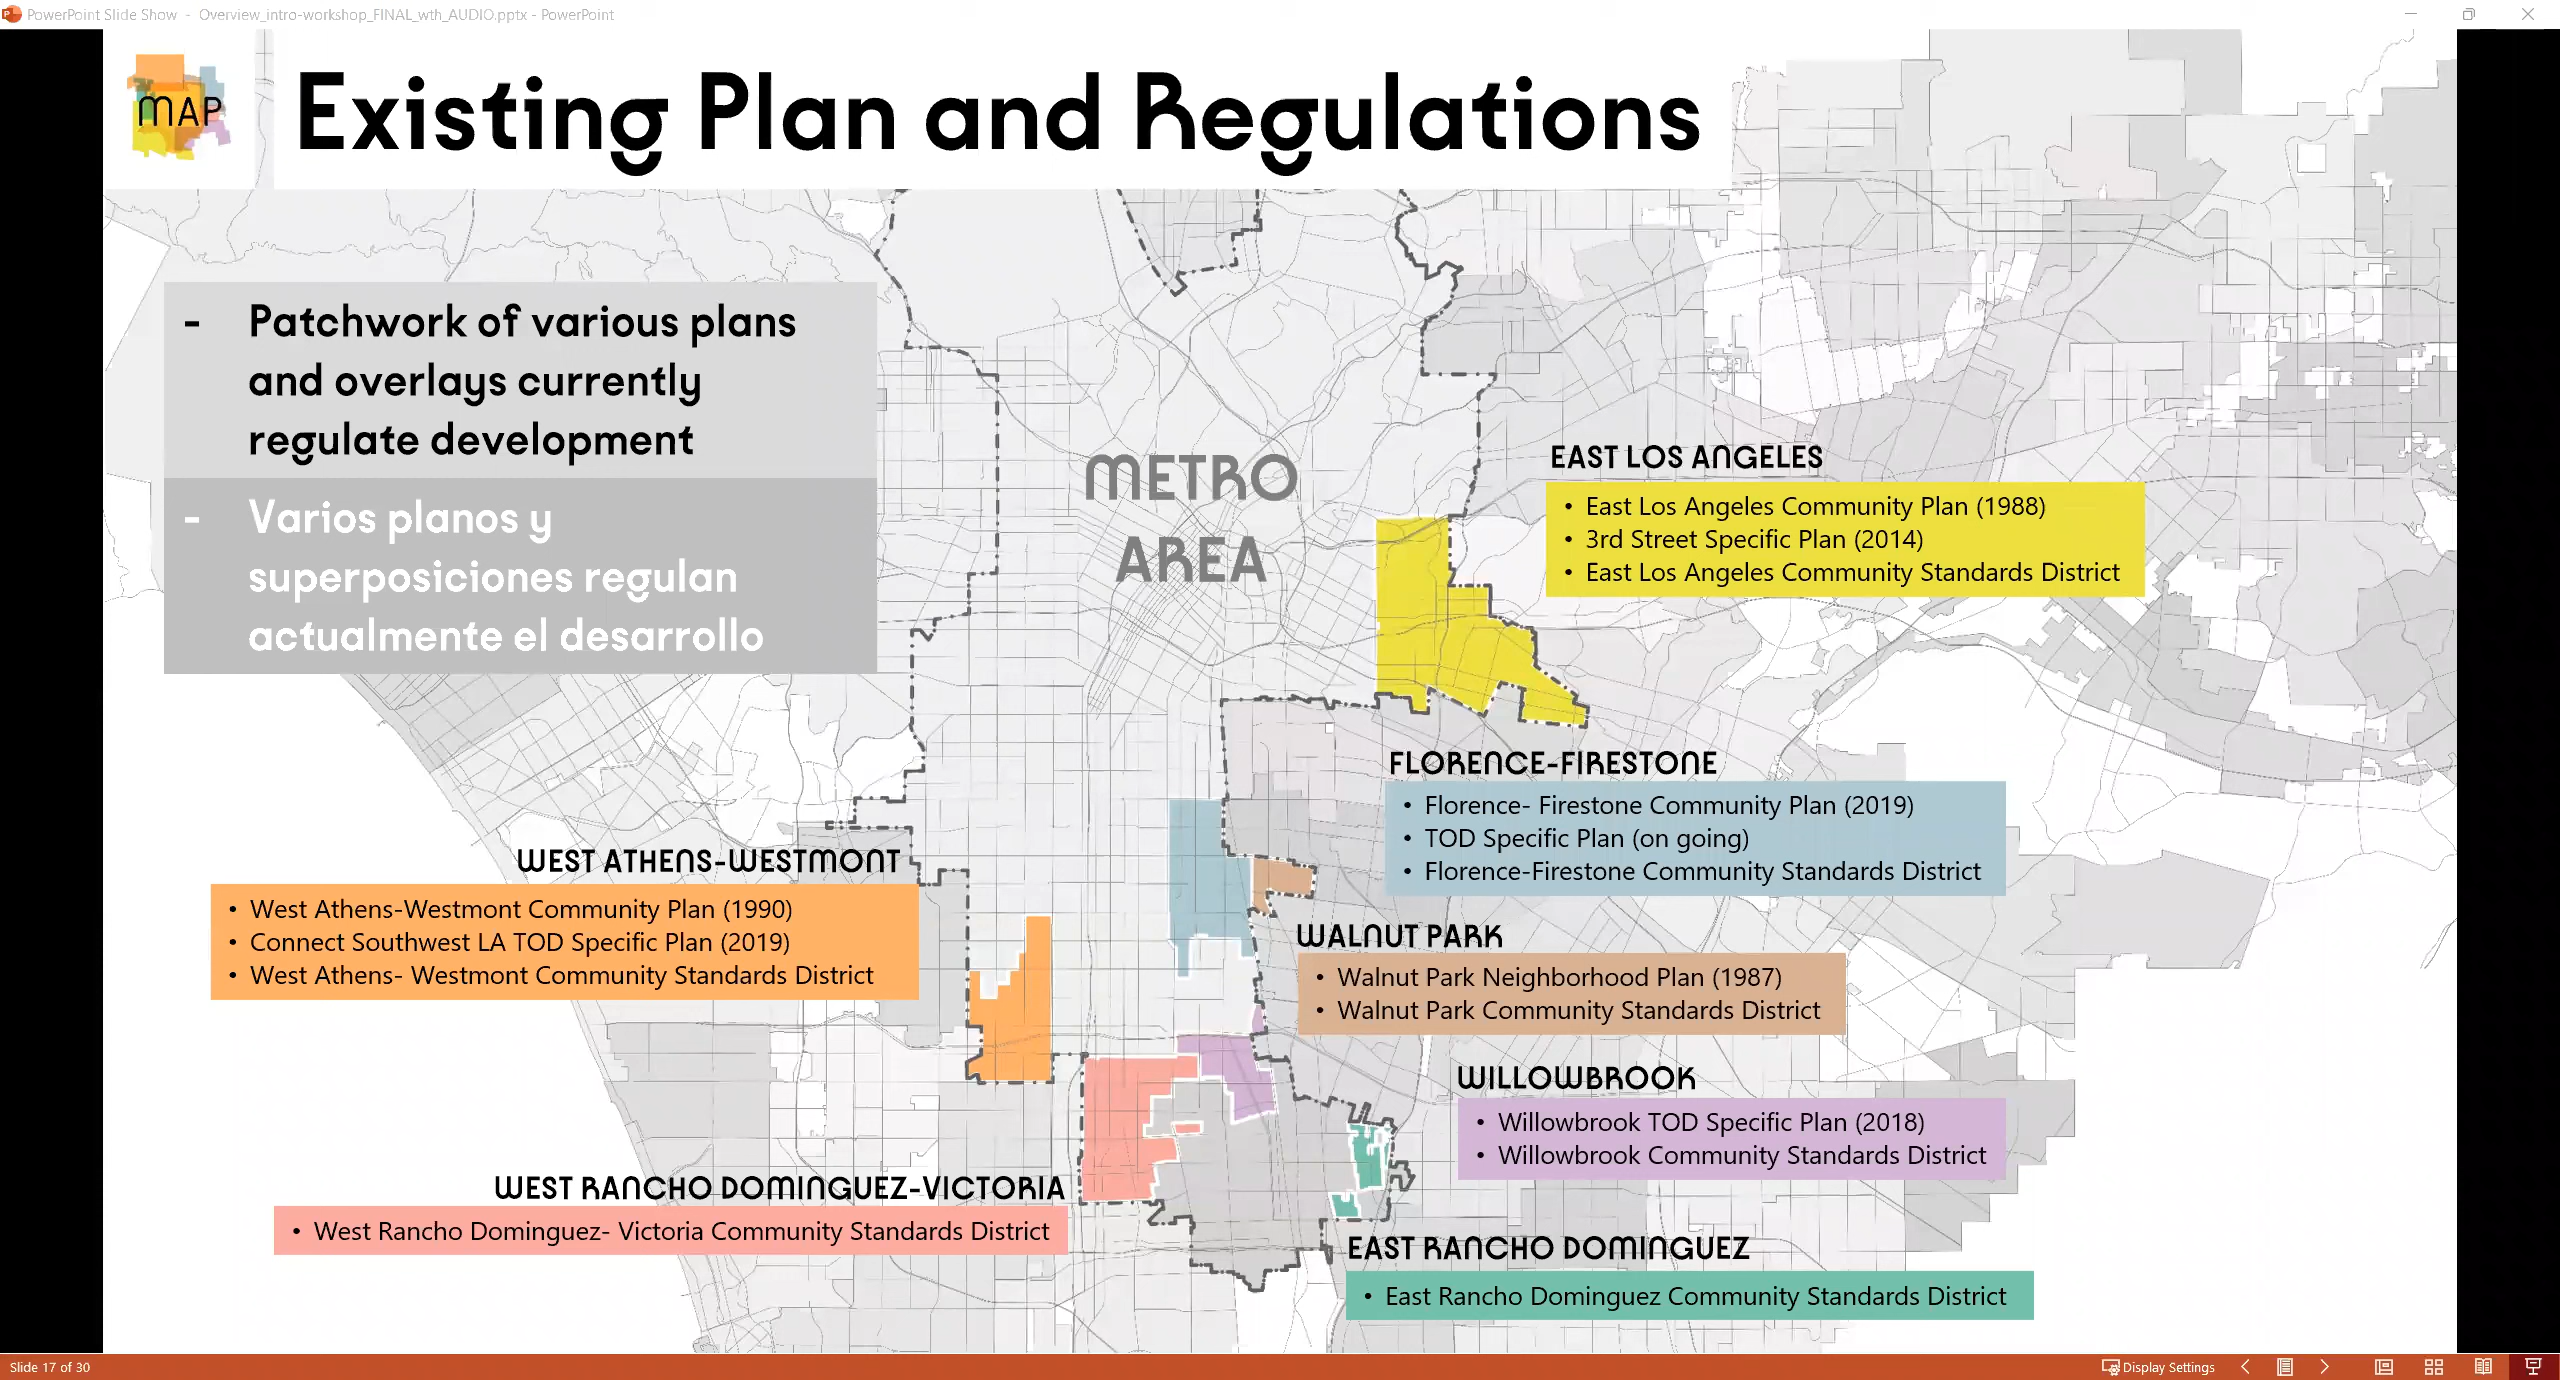 PowerPoint Slide Show - Overview_intro-workshop_FINAL_wth_AUDIO.pptx - PowerPoint
MAP
Existing Plan and Regulations
- Patchwork of various plans
and overlays currently
regulate development
- Varios planos y
superposiciones regulan
actualmente el desarrollo
METRO
AREA
EAST LOS ANGELES
• East Los Angeles Community Plan (1988)
• 3rd Street Specific Plan (2014)
• East Los Angeles Community Standards District
FLORENCE-FIRESTONE
• Florence- Firestone Community Plan (2019)
• TOD Specific Plan (on going)
• Florence-Firestone Community Standards District
WEST ATHENS-WESTMONT
• West Athens-Westmont Community Plan (1990)
• Connect Southwest LA TOD Specific Plan (2019)
• West Athens- Westmont Community Standards District
WALNUT PARK
• Walnut Park Neighborhood Plan (1987)
• Walnut Park Community Standards District
WILLOWBROOK
• Willowbrook TOD Specific Plan (2018)
• Willowbrook Community Standards District
WEST RANCHO DOMINGUEZ-VICTORIA
• West Rancho Dominguez- Victoria Community Standards District
EAST RANCHO DOMINGUEZ
• East Rancho Dominguez Community Standards District
Slide 17 of 30
Display Settings